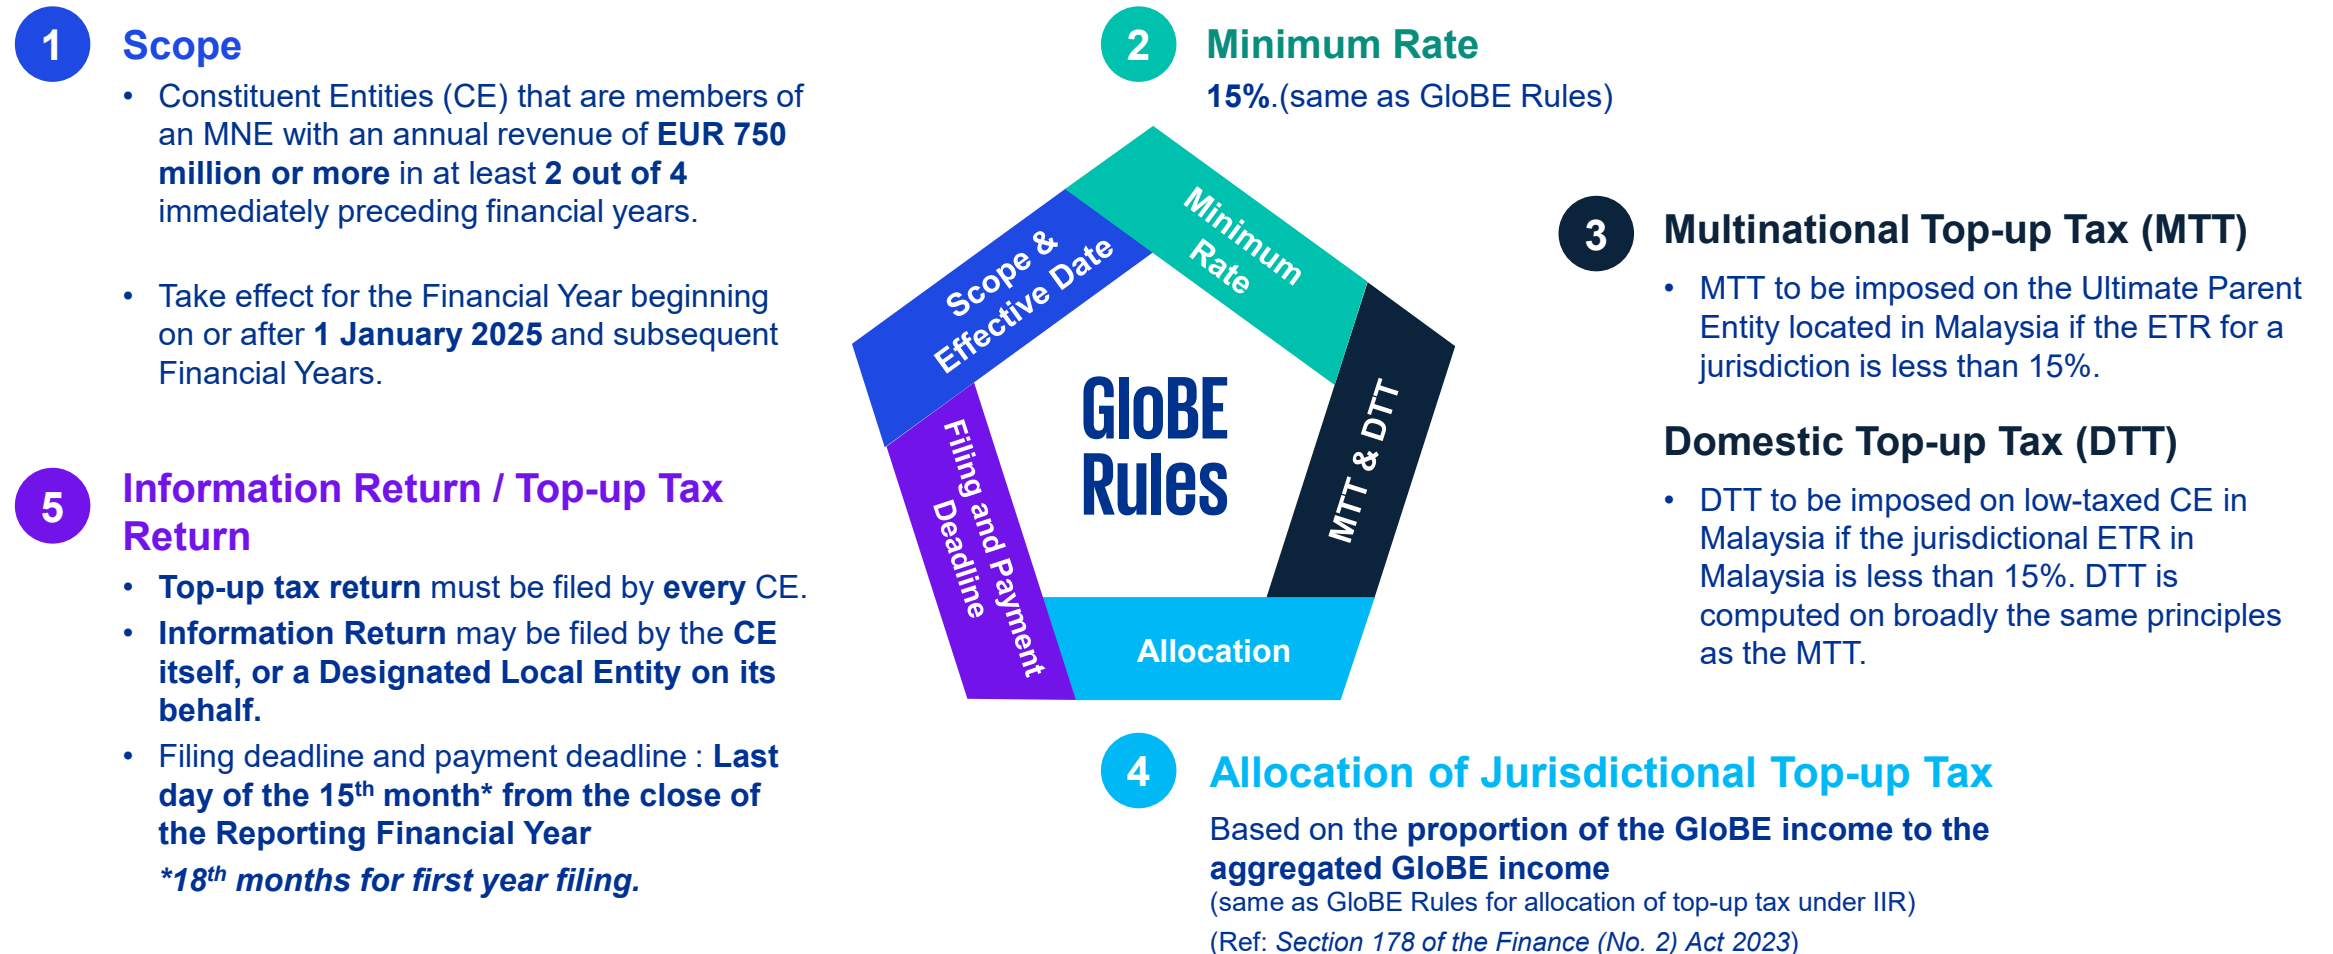 1
Scope
• Constituent Entities (CE) that are members of
an MNE with an annual revenue of EUR 750
million or more in at least 2 out of 4
immediately preceding financial years.
• Take effect for the Financial Year beginning
on or after 1 January 2025 and subsequent
Financial Years.
2
Minimum Rate
15%.(same as GloBE Rules)
3
Multinational Top-up Tax (MTT)
• MTT to be imposed on the Ultimate Parent
Entity located in Malaysia if the ETR for a
jurisdiction is less than 15%.
Domestic Top-up Tax (DTT)
• DTT to be imposed on low-taxed CE in
Malaysia if the jurisdictional ETR in
Malaysia is less than 15%. DTT is
computed on broadly the same principles
as the MTT.
Scope &
Effective Date
Minimum
Rate
MTT & DTT
Allocation
Filing and Payment
Deadline
GloBE
Rules
4
Allocation of Jurisdictional Top-up Tax
Based on the proportion of the GloBE income to the
aggregated GloBE income
(same as GloBE Rules for allocation of top-up tax under IIR)
(Ref: Section 178 of the Finance (No. 2) Act 2023)
5
Information Return / Top-up Tax
Return
• Top-up tax return must be filed by every CE.
• Information Return may be filed by the CE
itself, or a Designated Local Entity on its
behalf.
• Filing deadline and payment deadline : Last
day of the 15th month* from the close of
the Reporting Financial Year
*18th months for first year filing.